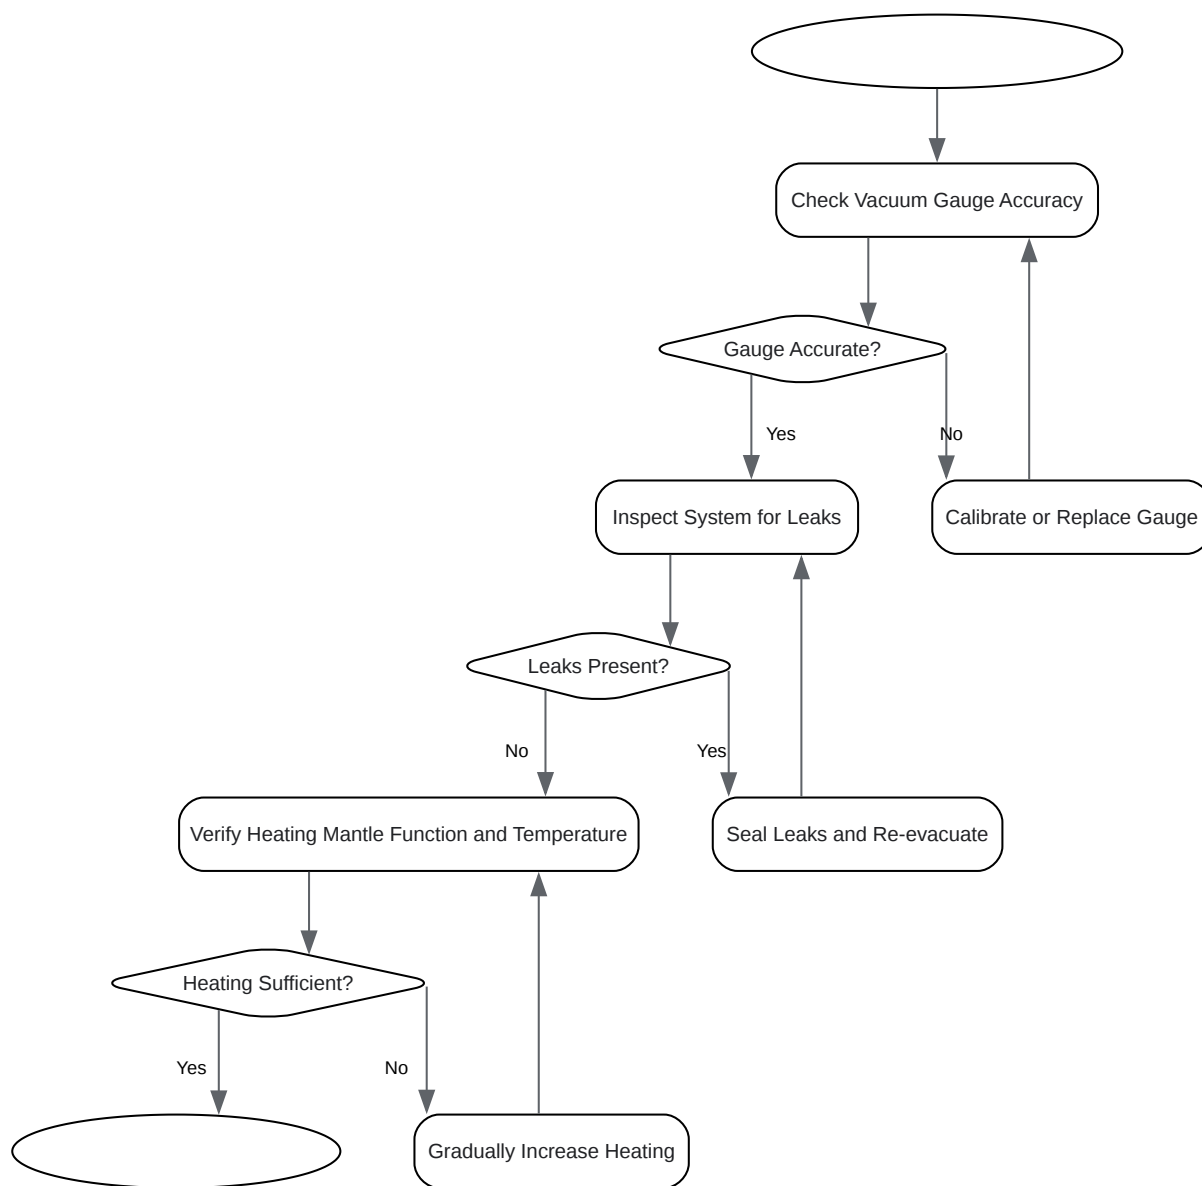 Check Vacuum Gauge Accuracy
Gauge Accurate?
Yes
No
Inspect System for Leaks
Calibrate or Replace Gauge
Leaks Present?
No
Yes
Verify Heating Mantle Function and Temperature
Seal Leaks and Re-evacuate
Heating Sufficient?
Yes
No
Gradually Increase Heating